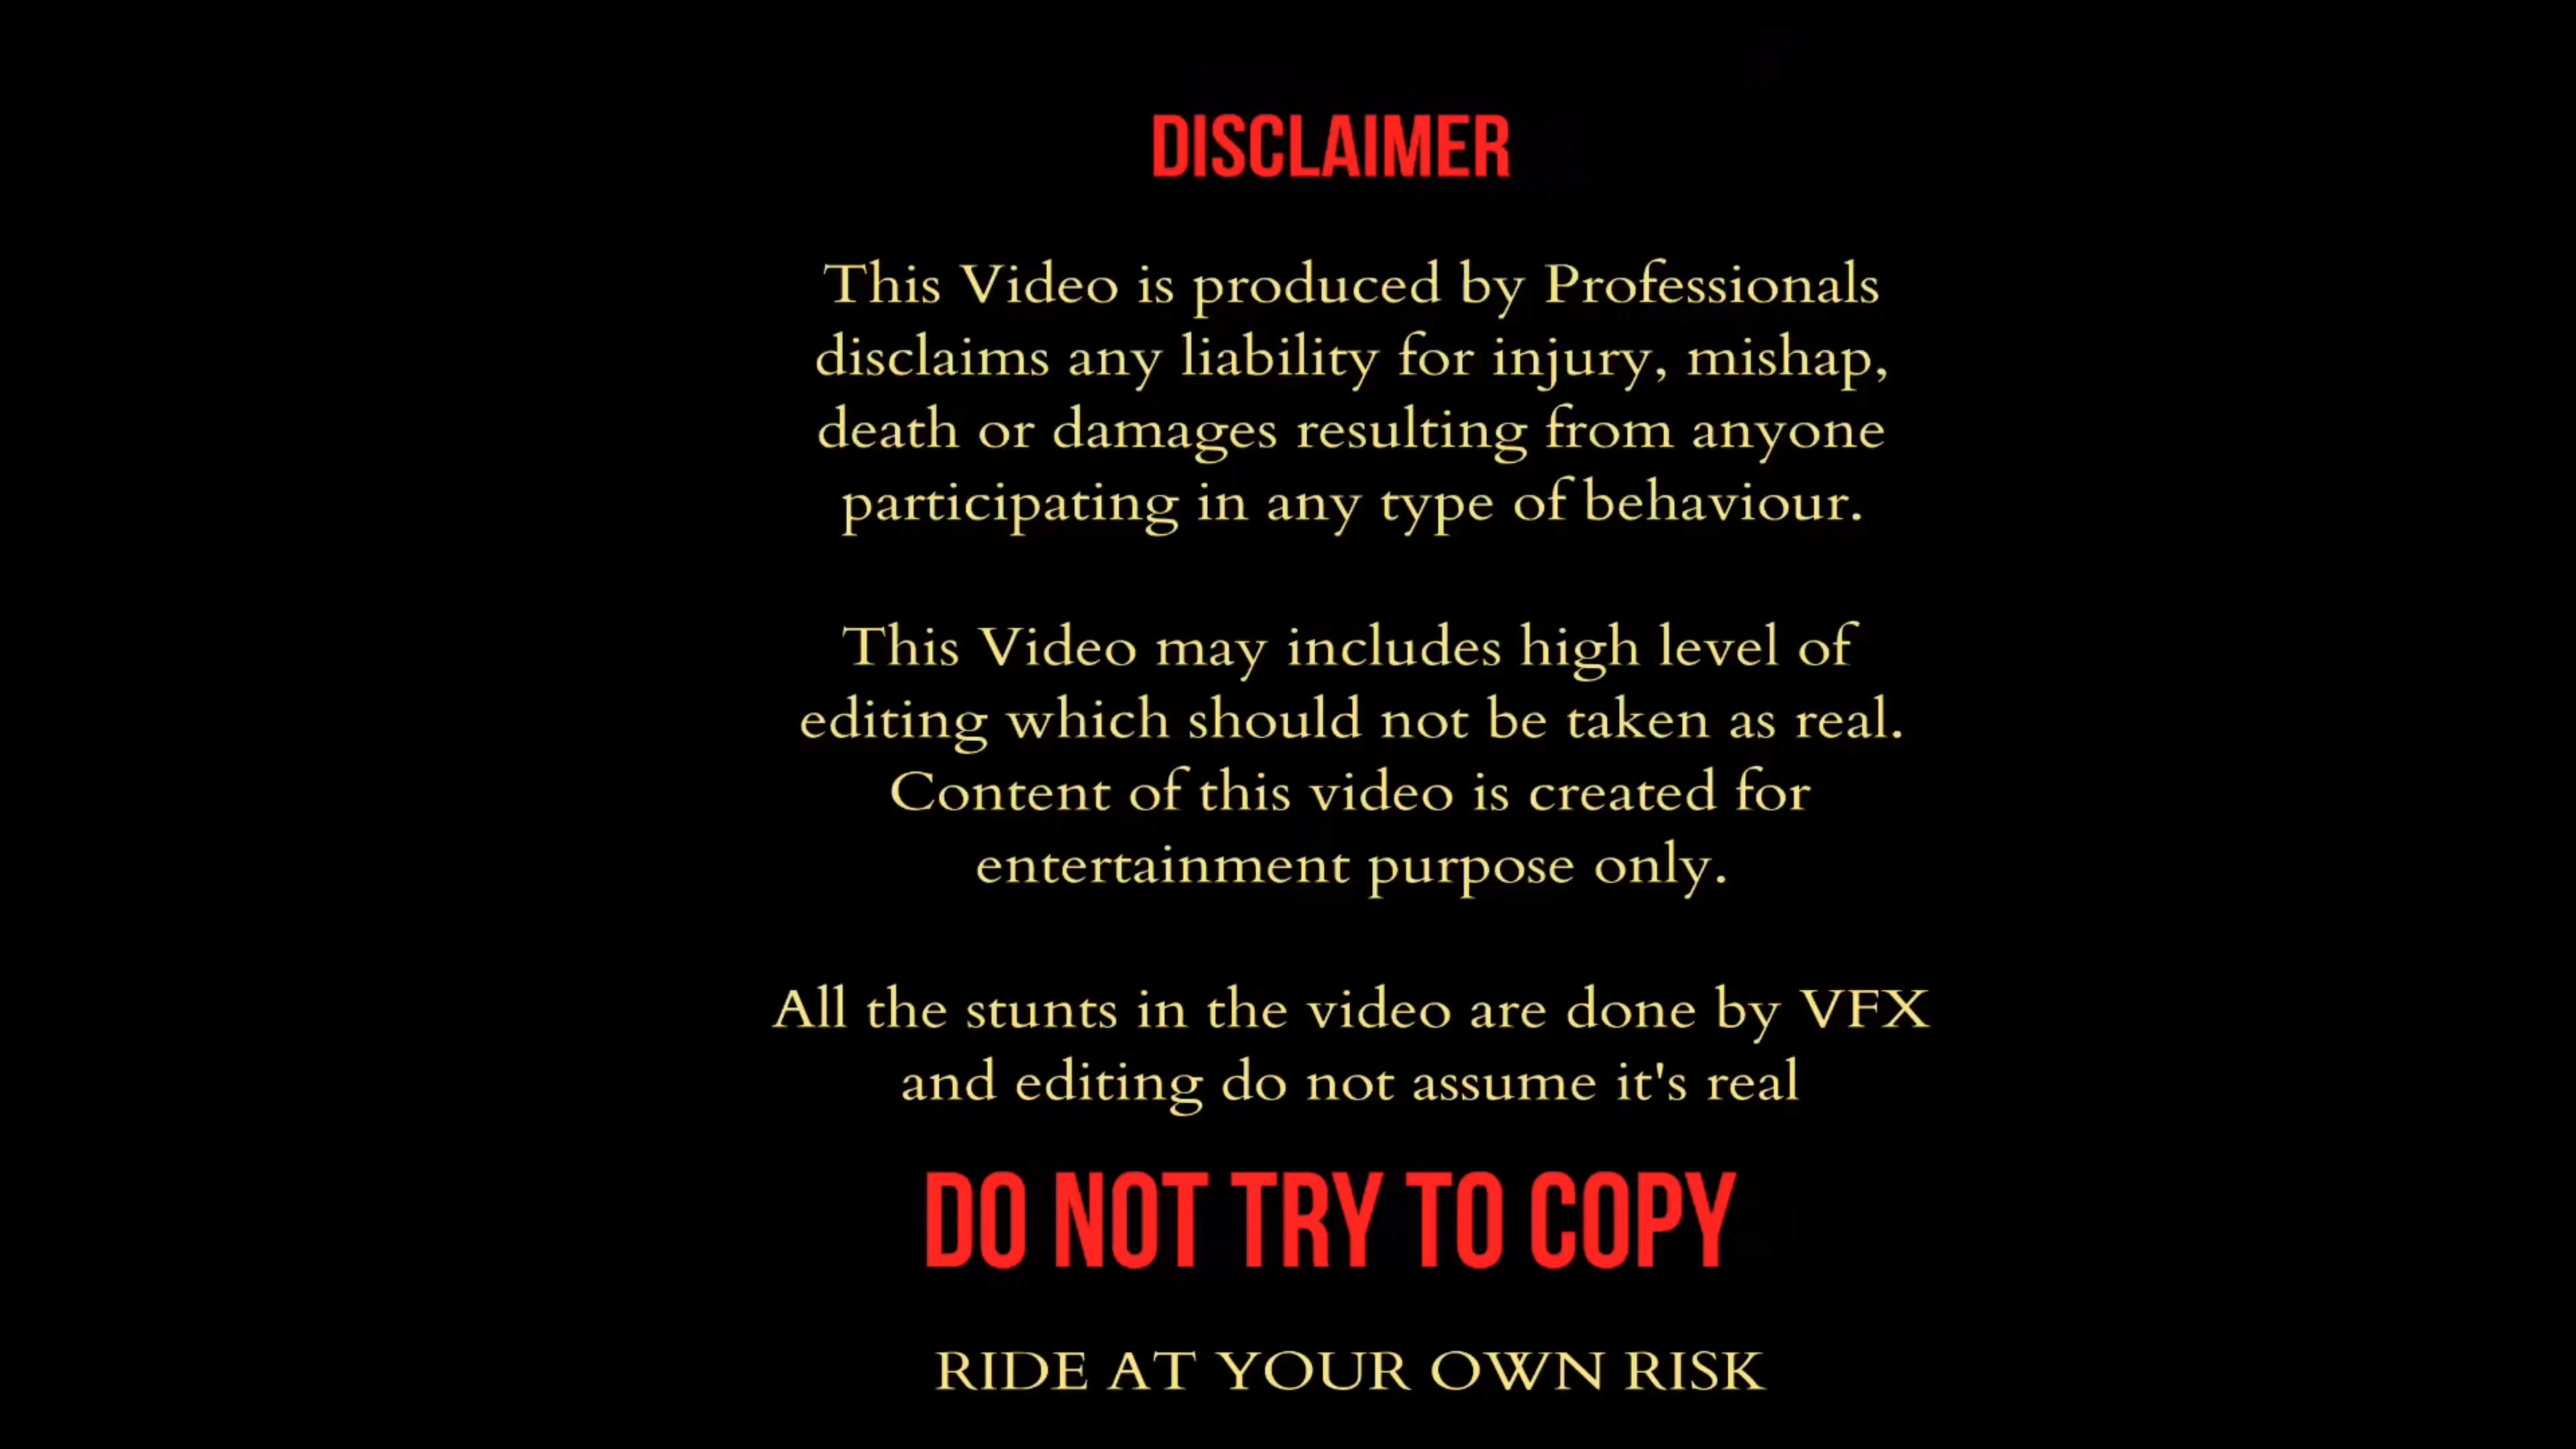 DISCLAIMER
This Video is produced by Professionals
disclaims any liability for injury, mishap,
death or damages resulting from anyone
participating in any type of behaviour.
This Video may includes high level of
editing which should not be taken as real.
Content of this video is created for
entertainment purpose only.
All the stunts in the video are done by VFX
and editing do not assume it's real
DO NOT TRY TO COPY
RIDE AT YOUR OWN RISK